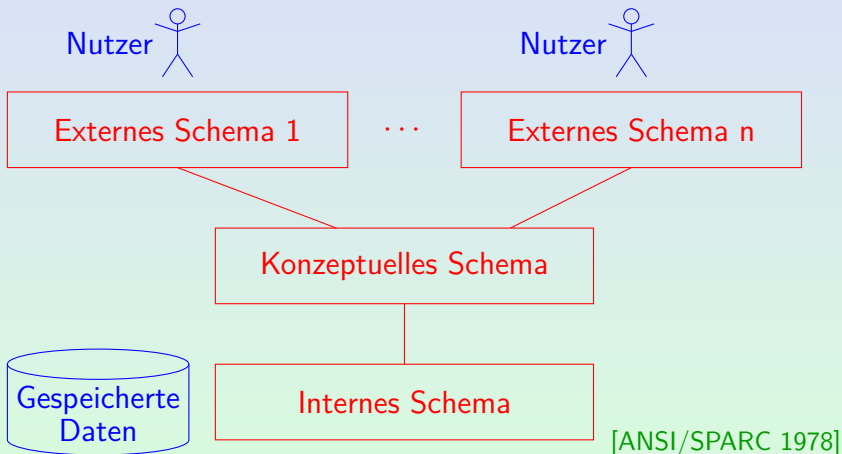 Nutzer
Nutzer
Externes Schema 1
· · ·
Externes Schema n
Konzeptuelles Schema
Gespeicherte
Daten
Internes Schema
[ANSI/SPARC 1978]